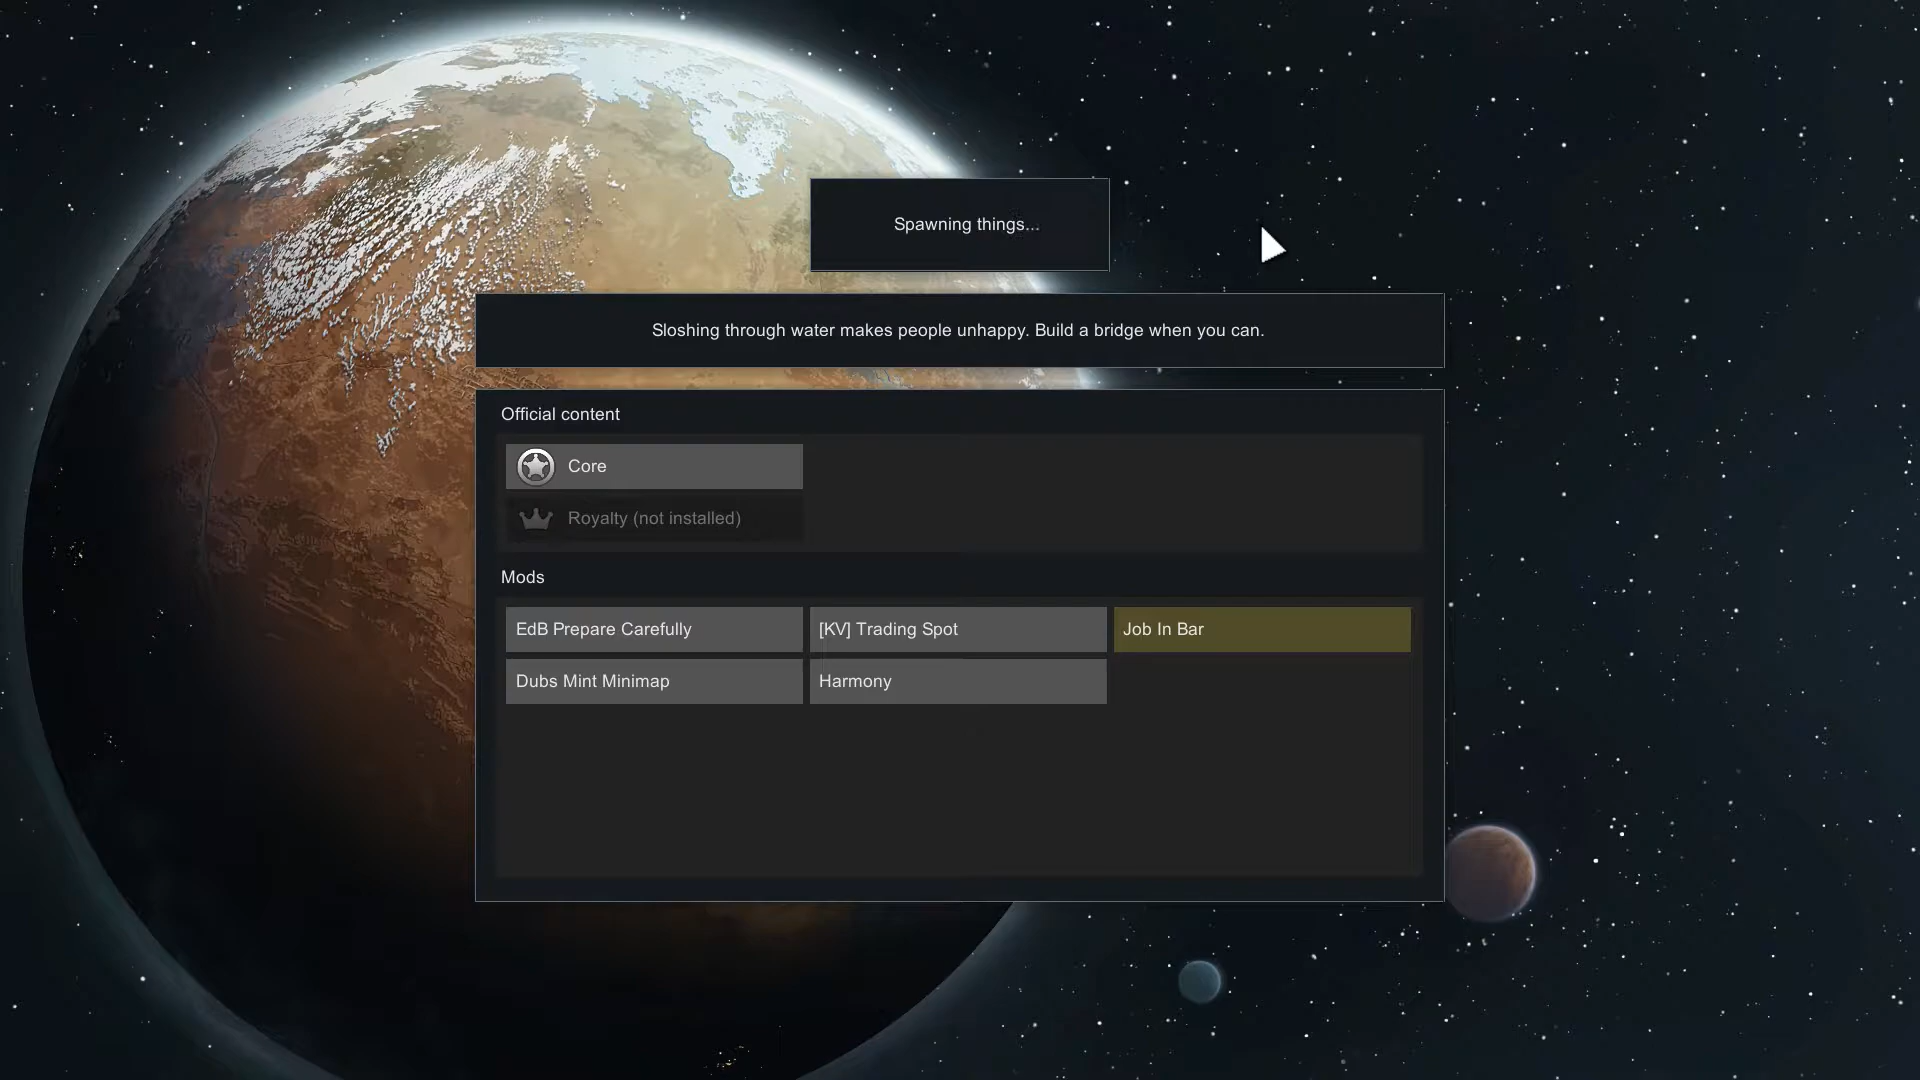 Spawning things...
Sloshing through water makes people unhappy. Build a bridge when you can.
Official content
Core
Royalty (not installed)
Mods
EdB Prepare Carefully
[KV] Trading Spot
Job In Bar
Dubs Mint Minimap
Harmony